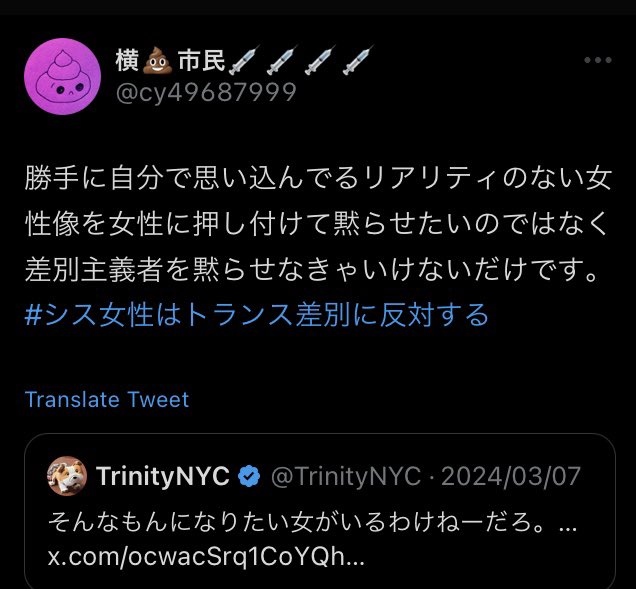 横💩市民💉💉💉💉
@cy49687999
勝手に自分で思い込んでるリアリティのない女
性像を女性に押し付けて黙らせたいのではなく
差別主義者を黙らせなきゃいけないだけです。
#シス女性はトランス差別に反対する
Translate Tweet
TrinityNYC @TrinityNYC · 2024/03/07
そんなもんになりたい女がいるわけねーだろ。...
x.com/ocwacSrq1CoYQh...